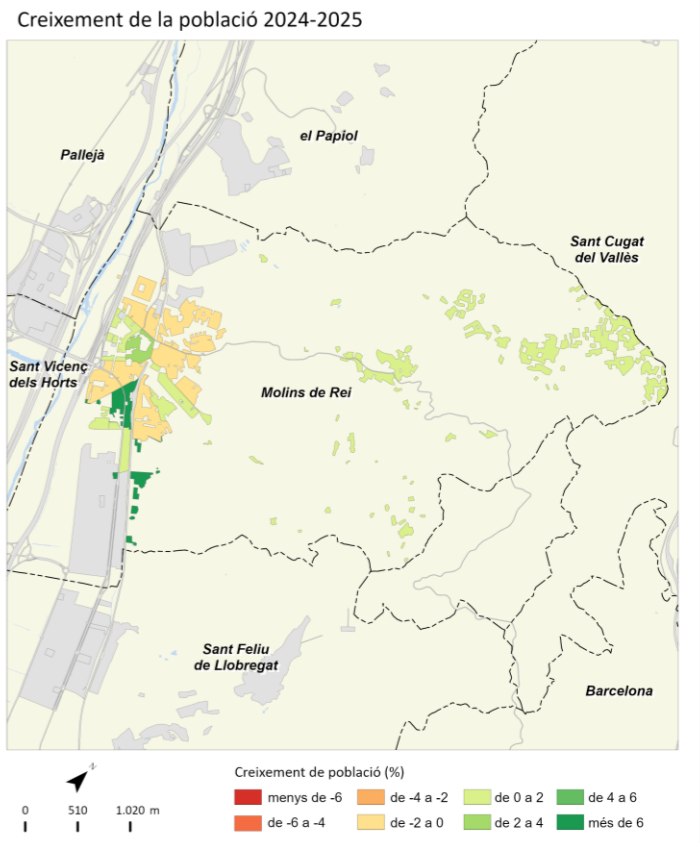 Creixement de la població 2024-2025
el Papiol
Pallejà
Sant Cugat
del Vallès
Sant Vicenç
dels Horts
Molins de Rei
Sant Feliu
de Llobregat
Barcelona
N
0 510 1.020 m
Creixement de població (%)
menys de -6
de -6 a -4
de -4 a -2
de -2 a 0
de 0 a 2
de 2 a 4
de 4 a 6
més de 6